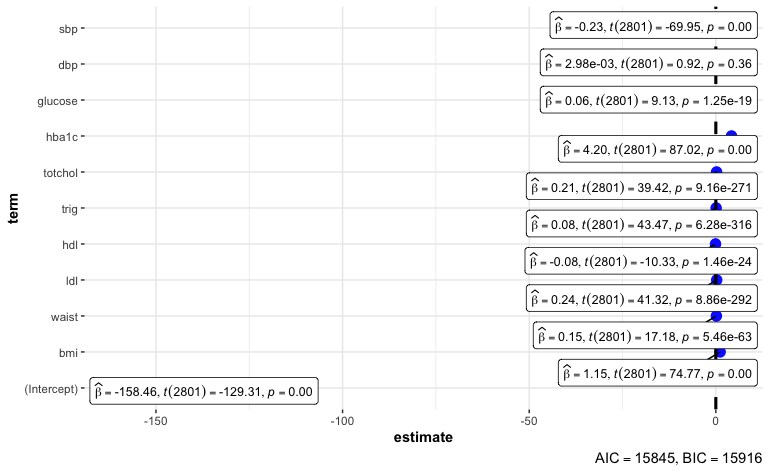 sbp
β̂ = -0.23, t(2801) = -69.95, p = 0.00
dbp
β̂ = 2.98e-03, t(2801) = 0.92, p = 0.36
glucose
β̂ = 0.06, t(2801) = 9.13, p = 1.25e-19
hba1c
β̂ = 4.20, t(2801) = 87.02, p = 0.00
totchol
β̂ = 0.21, t(2801) = 39.42, p = 9.16e-271
term
trig
β̂ = 0.08, t(2801) = 43.47, p = 6.28e-316
hdl
β̂ = -0.08, t(2801) = -10.33, p = 1.46e-24
ldl
β̂ = 0.24, t(2801) = 41.32, p = 8.86e-292
waist
β̂ = 0.15, t(2801) = 17.18, p = 5.46e-63
bmi
β̂ = 1.15, t(2801) = 74.77, p = 0.00
(Intercept)
β̂ = -158.46, t(2801) = -129.31, p = 0.00
-150 -100 -50 0
estimate
AIC = 15845, BIC = 15916